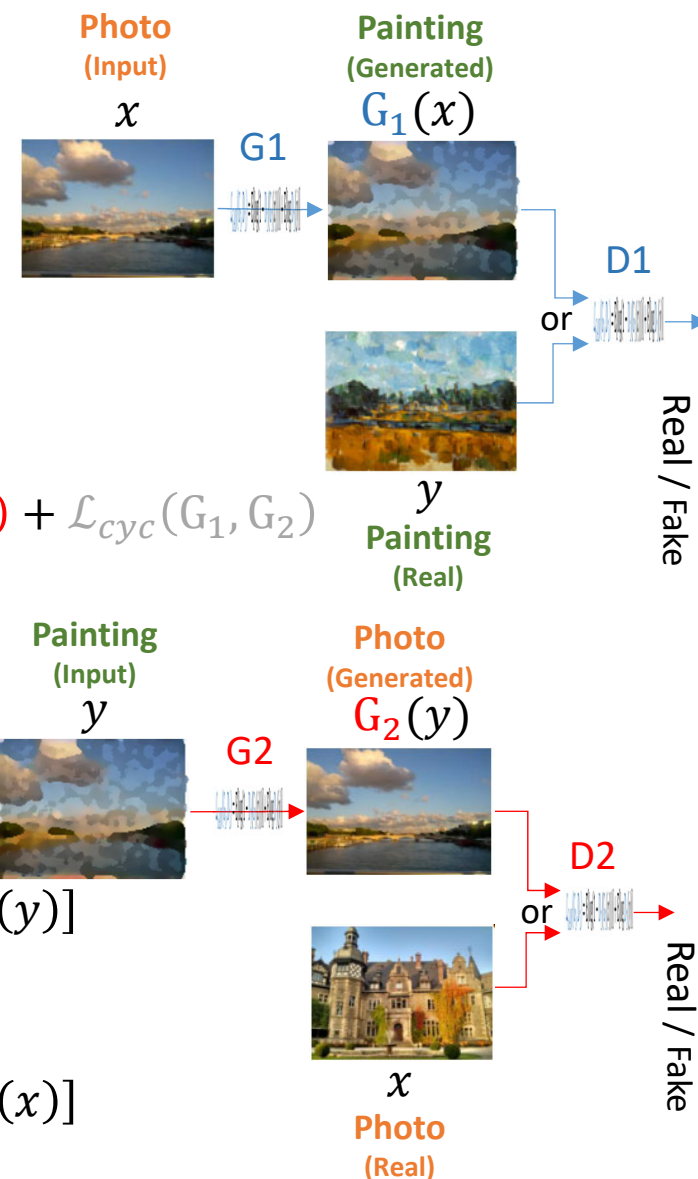 Photo
(Input)
x
Painting
(Generated)
G₁(x)
G1
D1
or
Real / Fake
y
Painting
(Real)
) + ℒ_cyc(G₁, G₂)
Painting
(Input)
y
Photo
(Generated)
G₂(y)
G2
D2
or
Real / Fake
(y)]
x
Photo
(Real)
(x)]